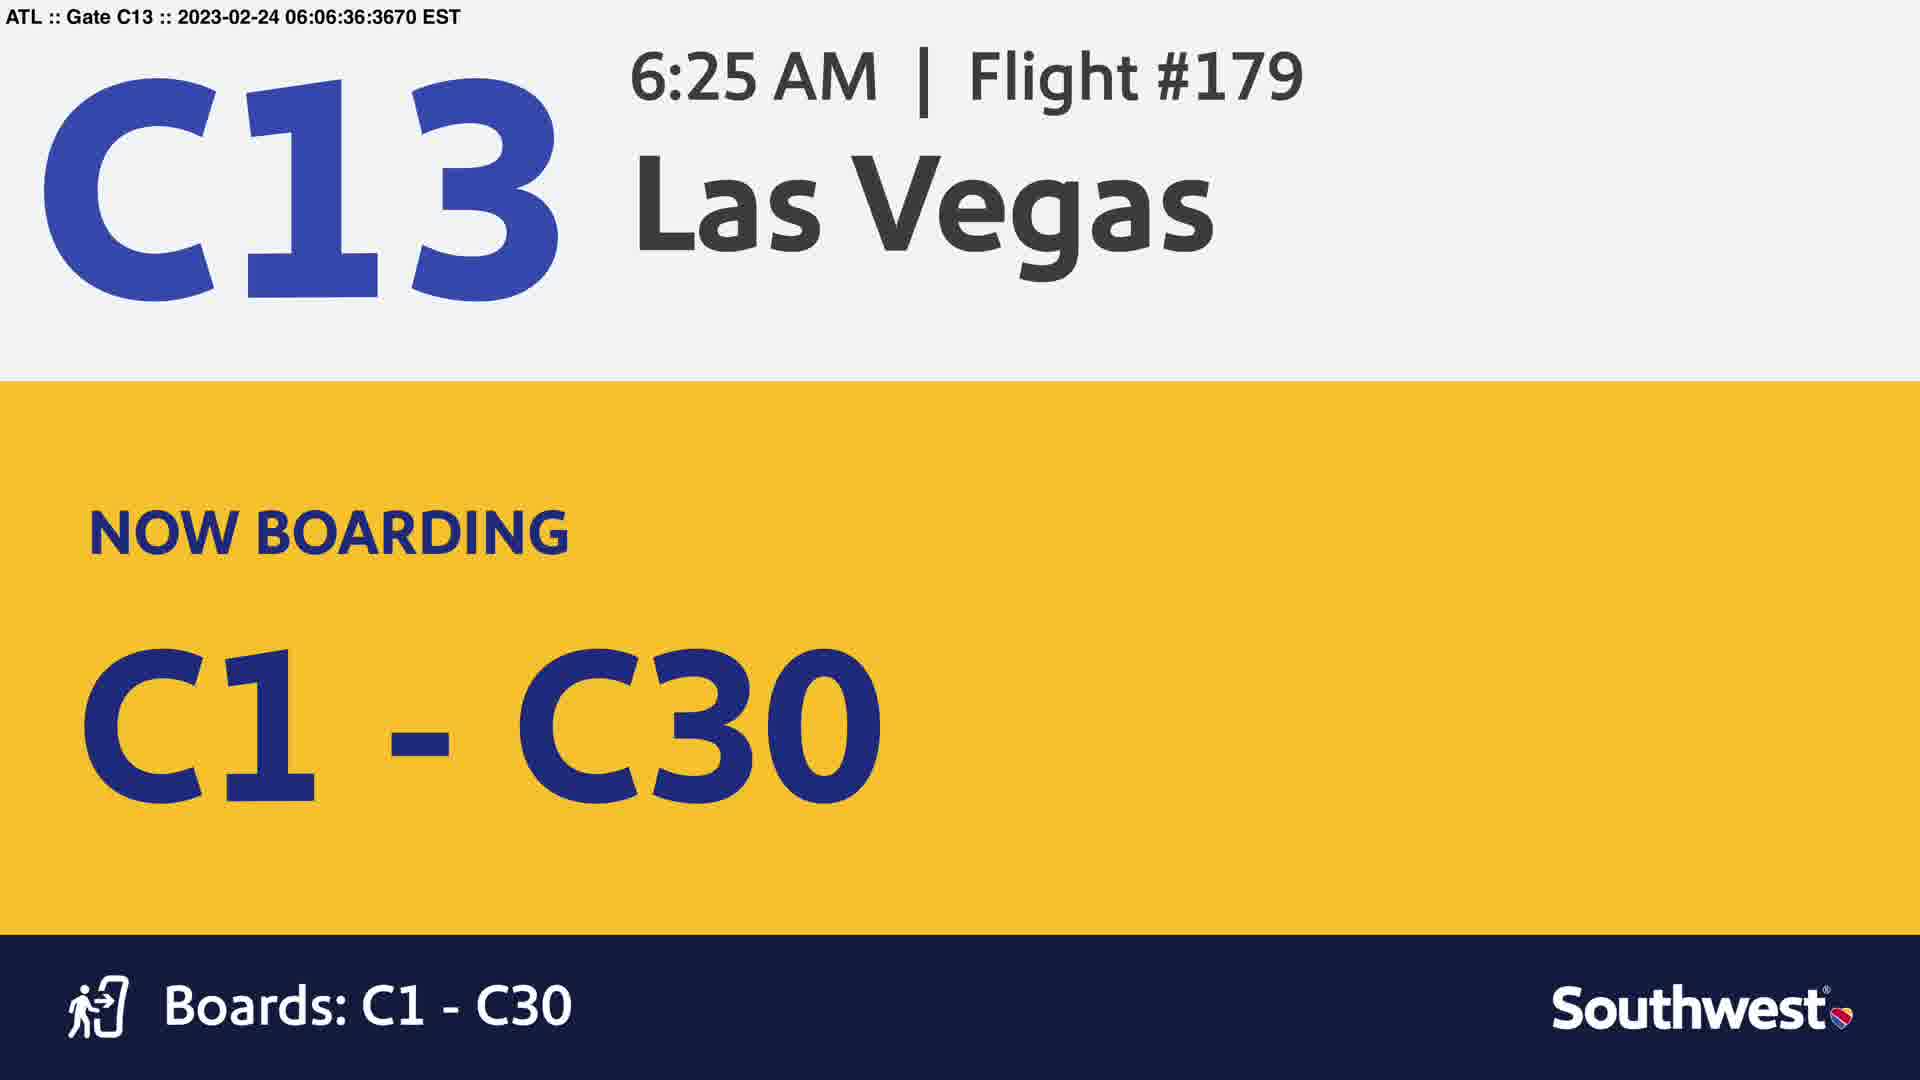 ATL :: Gate C13 :: 2023-02-24 06:06:36:3670 EST
C13
6:25 AM | Flight #179
Las Vegas
NOW BOARDING
C1 - C30
Boards: C1 - C30
Southwest®